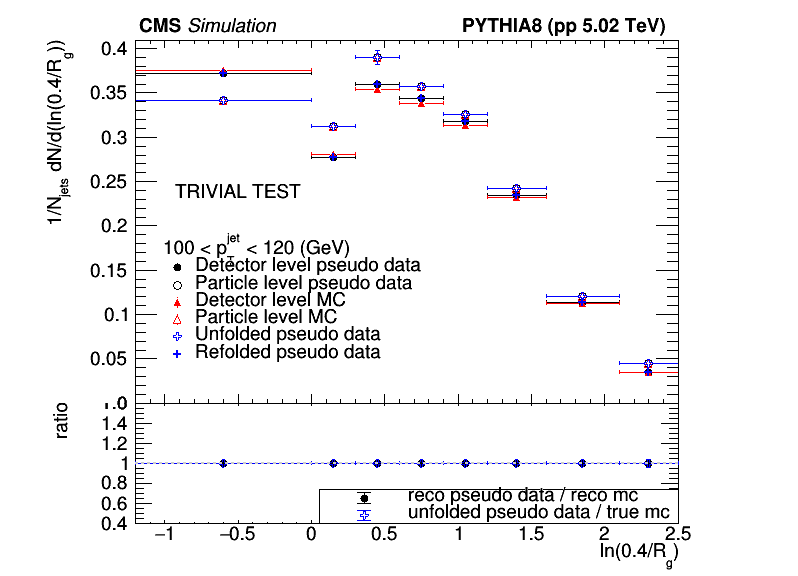 CMS Simulation PYTHIA8 (pp 5.02 TeV)
1/N_jets dN/d(ln(0.4/R_g))
0.4
0.35
0.3
0.25
0.2
0.15
0.1
0.05
TRIVIAL TEST
100 < p_T^jet < 120 (GeV)
Detector level pseudo data
Particle level pseudo data
Detector level MC
Particle level MC
Unfolded pseudo data
Refolded pseudo data
ratio
1.4
1.2
1
0.8
0.6
0.4
reco pseudo data / reco mc
unfolded pseudo data / true mc
−1 −0.5 0 0.5 1 1.5 2 2.5
ln(0.4/R_g)